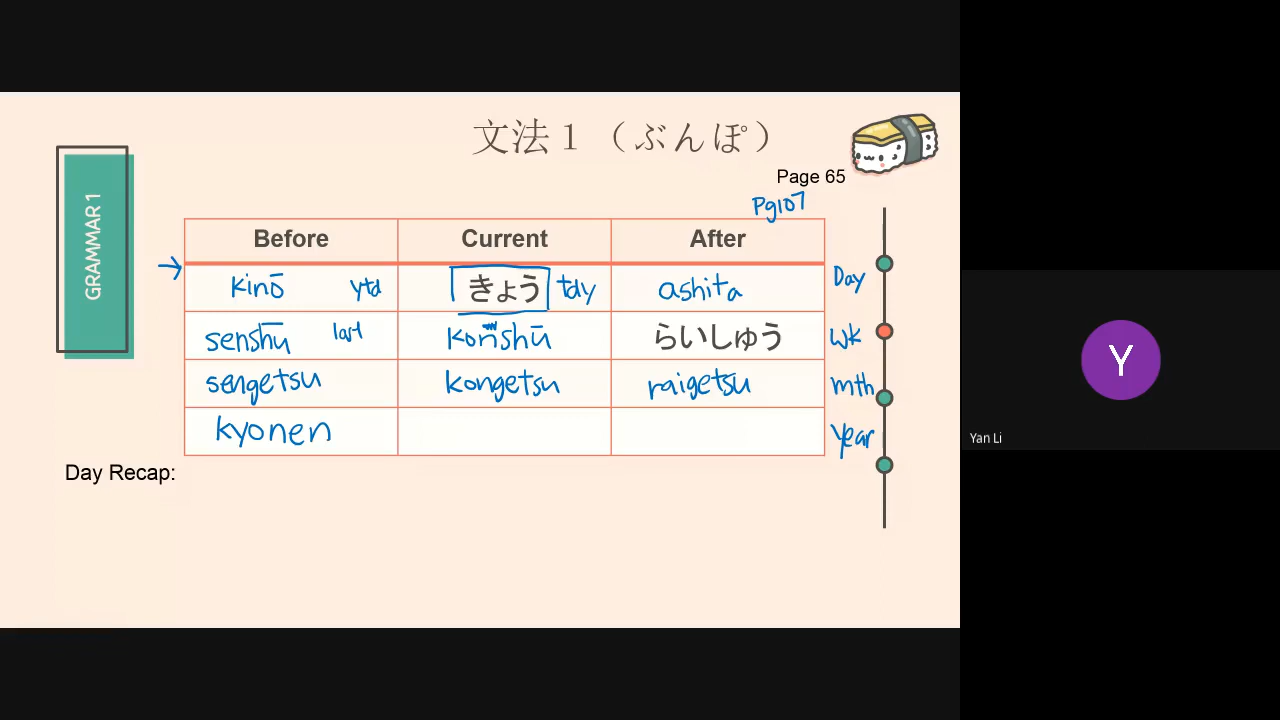 文法１（ぶんぽ）
Page 65
Pg107
GRAMMAR 1
Before Current After
kinō ytd きょう tdy ashita Day
senshū last konshū らいしゅう wk
sengetsu kongetsu raigetsu mth
kyonen year
Day Recap:
Y
Yan Li